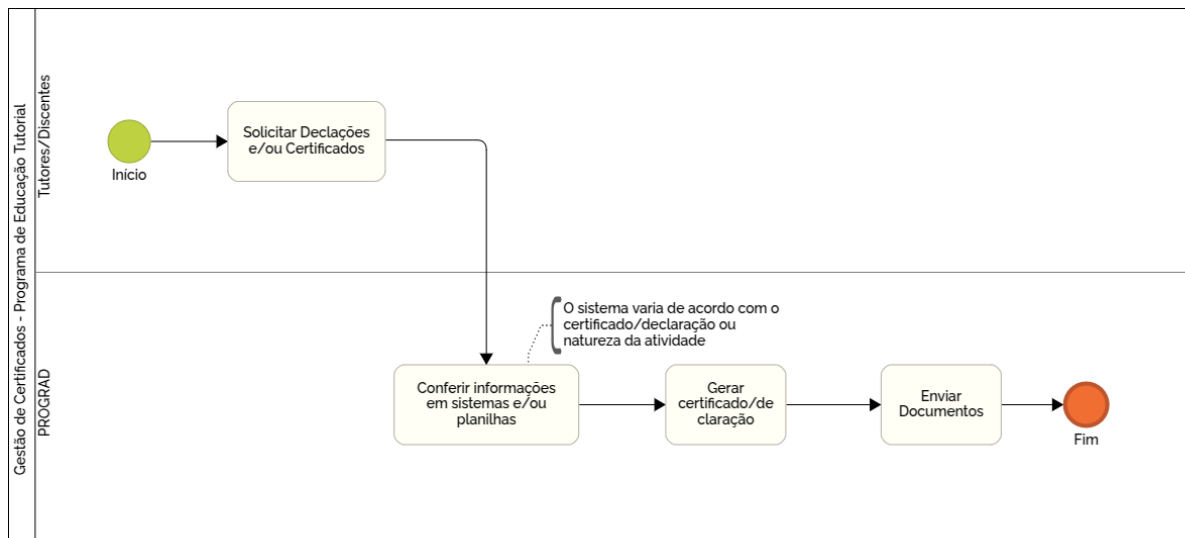 Gestão de Certificados - Programa de Educação Tutorial
Tutores/Discentes
Início
Solicitar Declações
e/ou Certificados
PROGRAD
O sistema varia de acordo com o
certificado/declaração ou
natureza da atividade
Conferir informações
em sistemas e/ou
planilhas
Gerar
certificado/de
claração
Enviar
Documentos
Fim